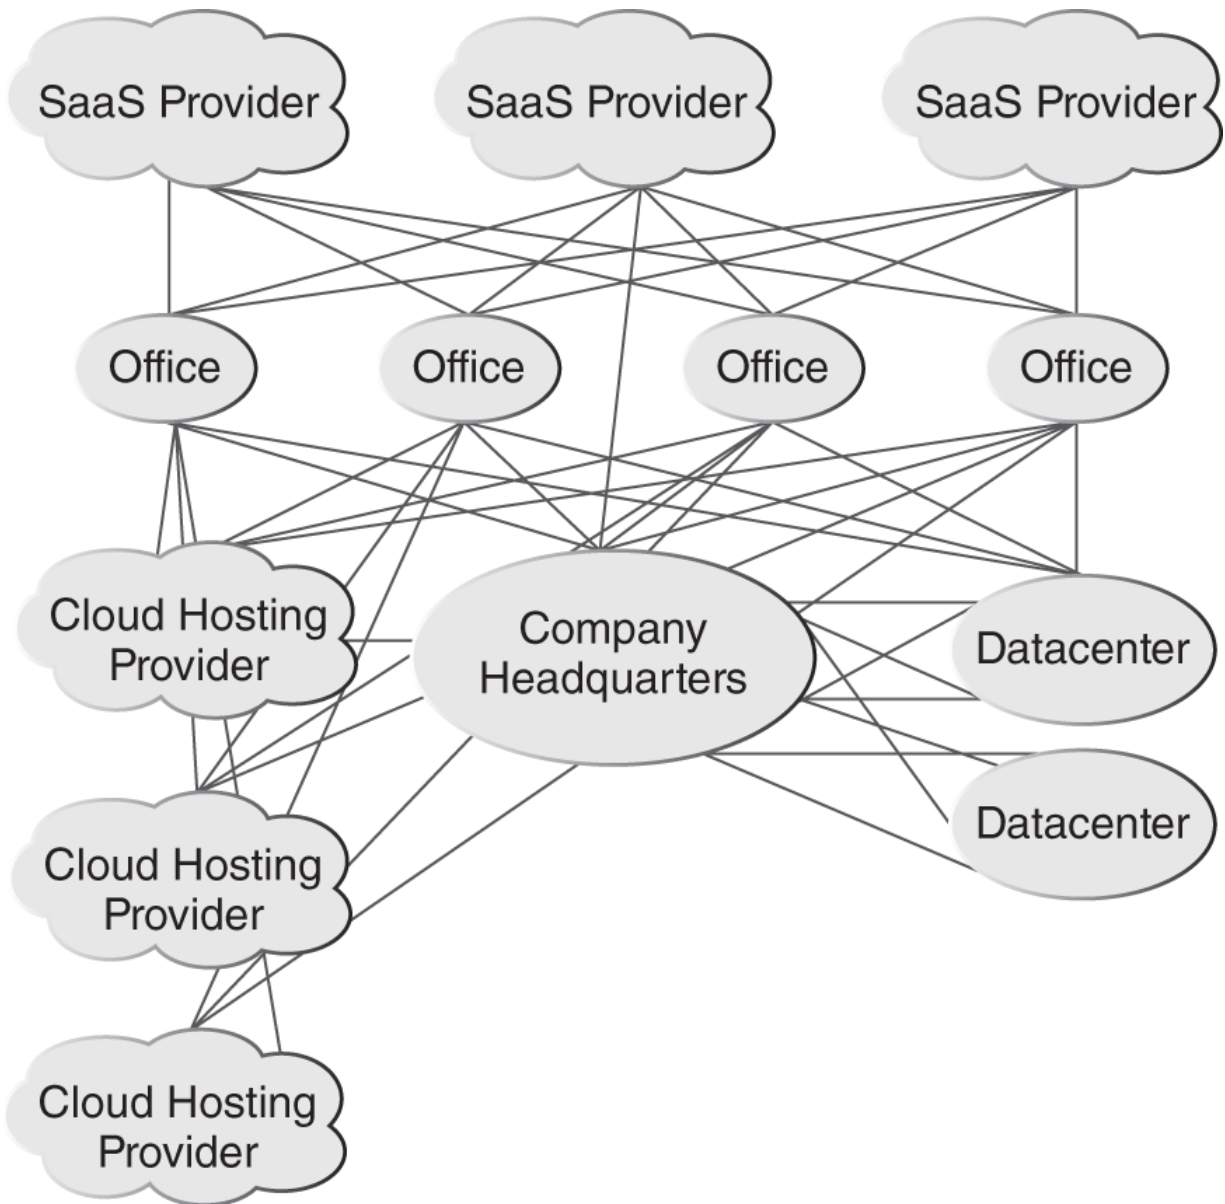 SaaS Provider
SaaS Provider
SaaS Provider
Office
Office
Office
Office
Cloud Hosting
Provider
Company
Headquarters
Datacenter
Datacenter
Cloud Hosting
Provider
Cloud Hosting
Provider